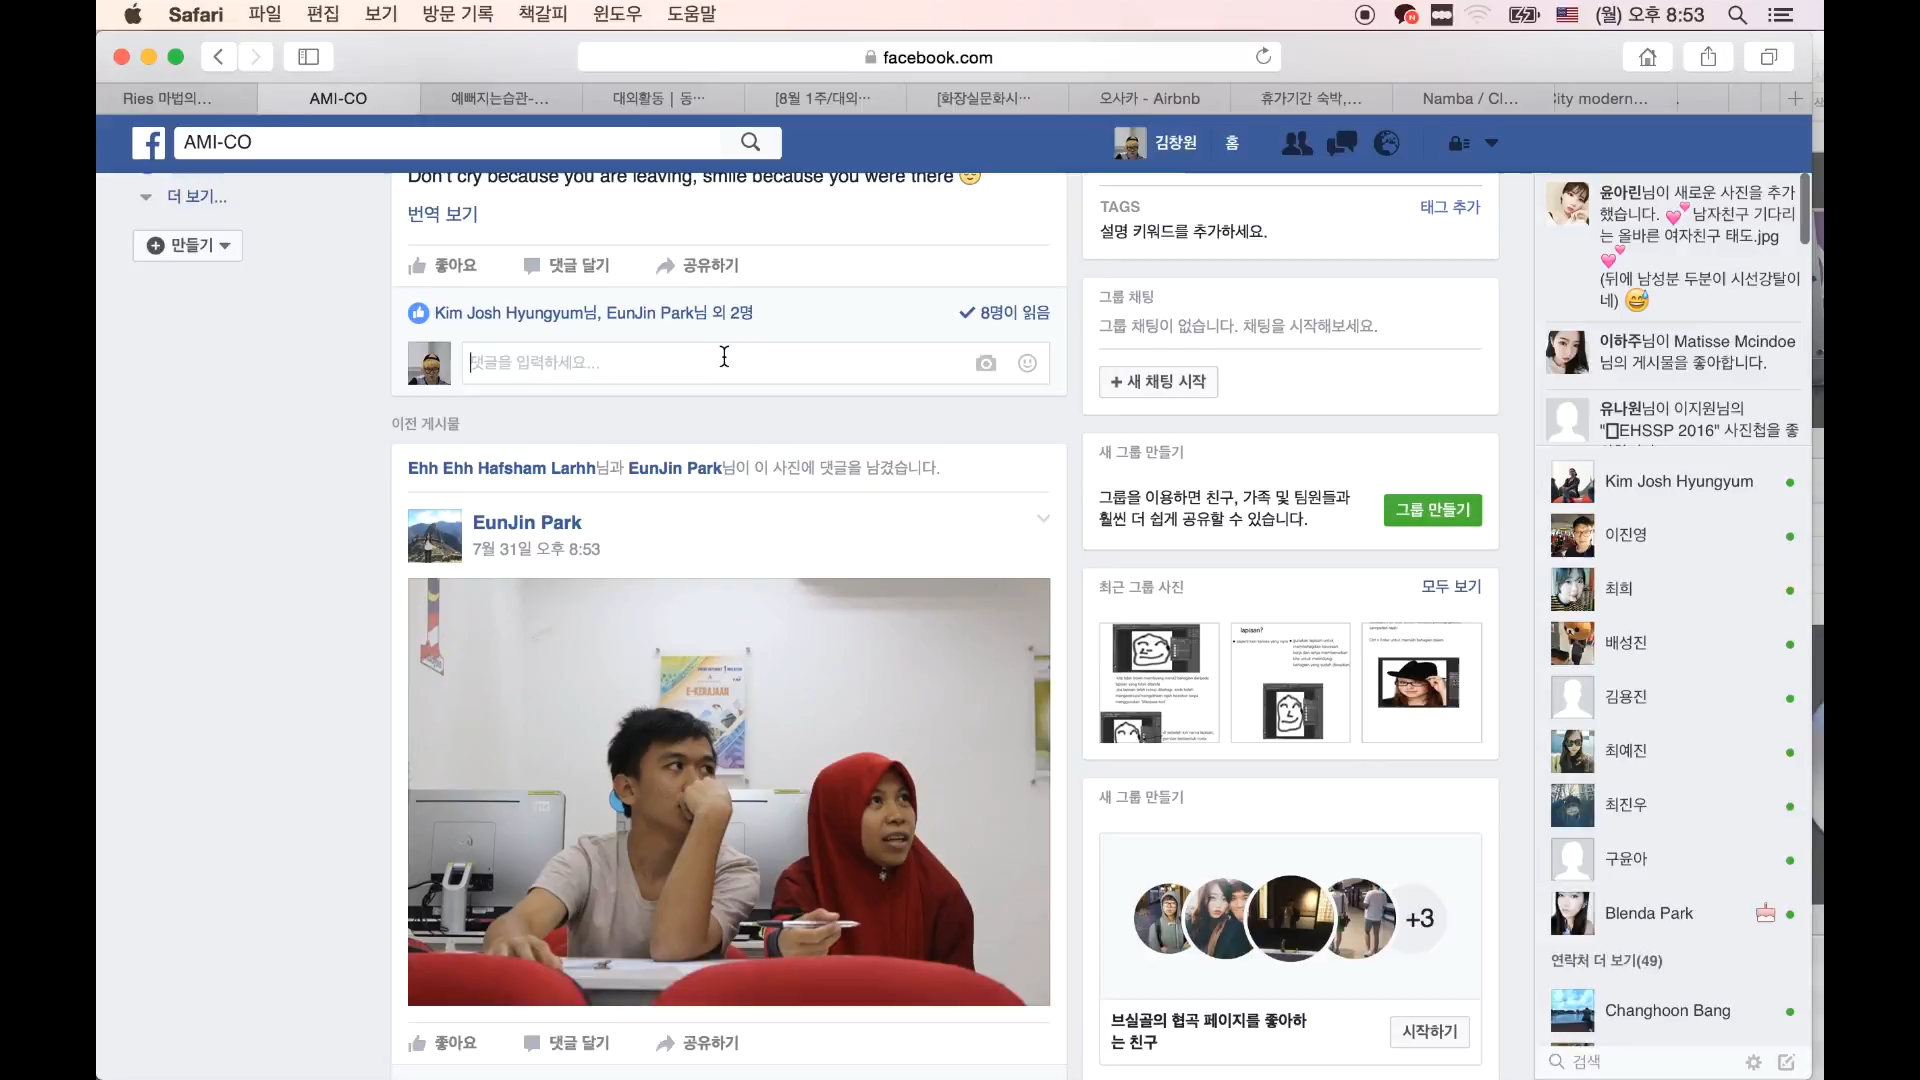 Safari 파일 편집 보기 방문 기록 책갈피 윈도우 도움말
(월) 오후 8:53
facebook.com
Ries 마법의...
AMI-CO
예뻐지는습관-...
대외활동 | 동...
[8월 1주/대외...
[화장실문화시...
오사카 - Airbnb
휴가기간 숙박,...
Namba / Cl...
City modern...
AMI-CO
김창원
홈
더 보기...
만들기
Don't cry because you are leaving, smile because you were there
번역 보기
좋아요 댓글 달기 공유하기
Kim Josh Hyungyum님, EunJin Park님 외 2명
8명이 읽음
댓글을 입력하세요...
이전 게시물
Ehh Ehh Hafsham Larhh님과 EunJin Park님이 이 사진에 댓글을 남겼습니다.
EunJin Park
7월 31일 오후 8:53
E-KERAJAAN
좋아요 댓글 달기 공유하기
TAGS
태그 추가
설명 키워드를 추가하세요.
그룹 채팅
그룹 채팅이 없습니다. 채팅을 시작해보세요.
+ 새 채팅 시작
새 그룹 만들기
그룹을 이용하면 친구, 가족 및 팀원들과
훨씬 더 쉽게 공유할 수 있습니다.
그룹 만들기
최근 그룹 사진
모두 보기
lapisan?
새 그룹 만들기
+3
브실골의 협곡 페이지를 좋아하
는 친구
시작하기
윤아린님이 새로운 사진을 추가
했습니다. 💕남자친구 기다리
는 올바른 여자친구 태도.jpg
💕
(뒤에 남성분 두분이 시선강탈이
네) 😅
이하주님이 Matisse Mcindoe
님의 게시물을 좋아합니다.
유나원님이 이지원님의
"EHSSP 2016" 사진첩을 좋
Kim Josh Hyungyum
이진영
최희
배성진
김용진
최예진
최진우
구윤아
Blenda Park
연락처 더 보기(49)
Changhoon Bang
검색